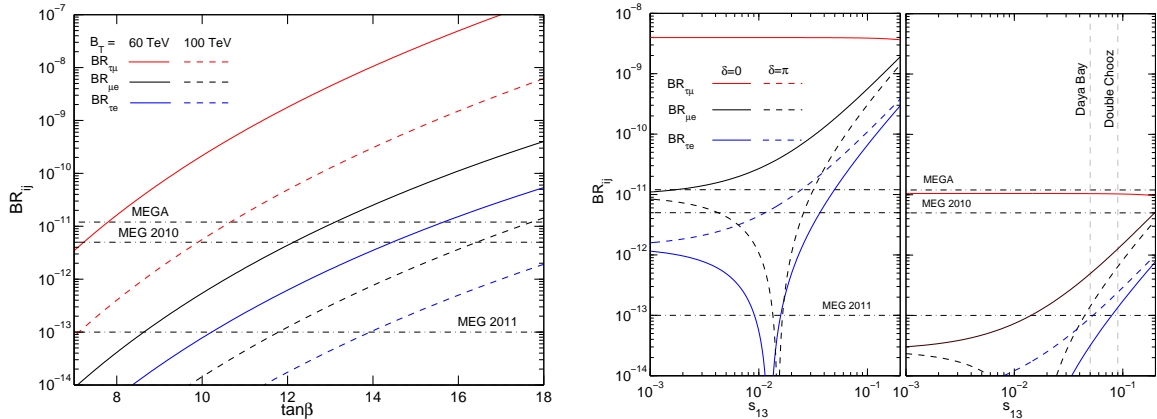 B_T = 60 TeV 100 TeV
BR_τμ
BR_μe
BR_τe
MEGA
MEG 2010
MEG 2011
BR_ij
10^-7
10^-8
10^-9
10^-10
10^-11
10^-12
10^-13
10^-14
8 10 12 14 16 18
tanβ
δ=0 δ=π
BR_τμ
BR_μe
BR_τe
MEG 2011
BR_ij
10^-8
10^-9
10^-10
10^-11
10^-12
10^-13
10^-14
10^-3 10^-2 10^-1
s_13
Daya Bay
Double Chooz
MEGA
MEG 2010
10^-2 10^-1
s_13